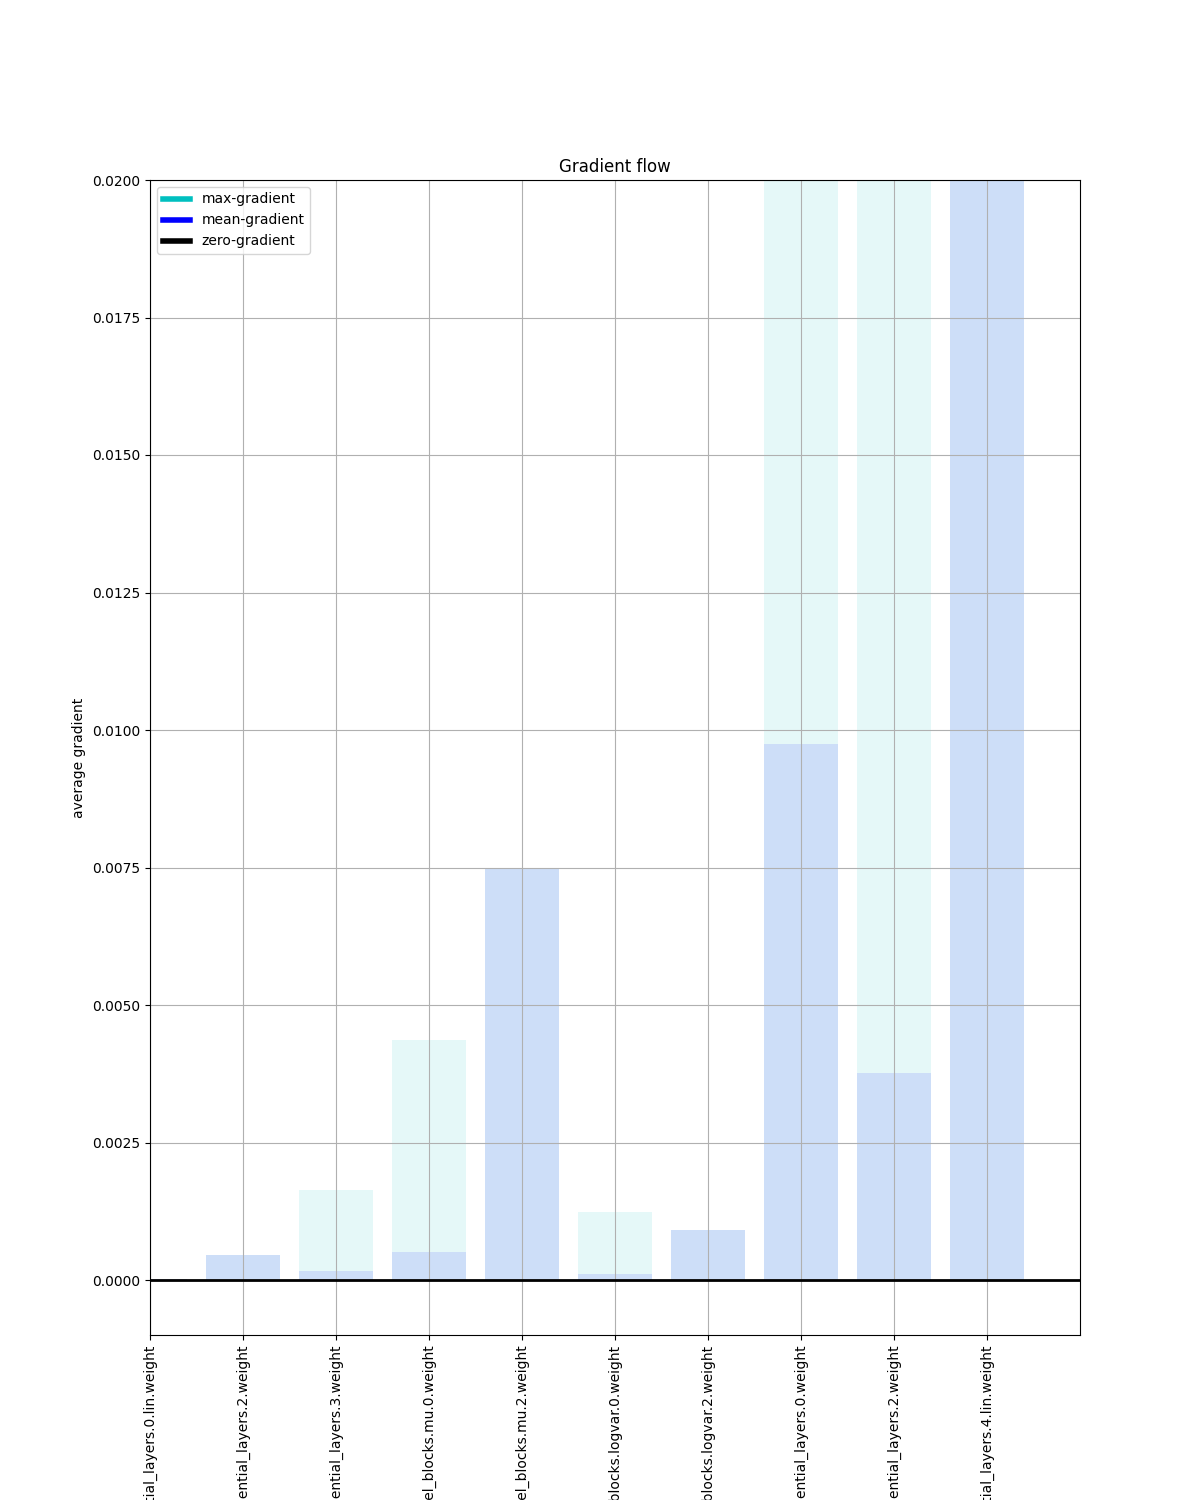 Gradient flow
max-gradient
mean-gradient
zero-gradient
0.0200
0.0175
0.0150
0.0125
0.0100
0.0075
0.0050
0.0025
0.0000
average gradient
tial_layers.0.lin.weight
ential_layers.2.weight
ential_layers.3.weight
el_blocks.mu.0.weight
el_blocks.mu.2.weight
blocks.logvar.0.weight
blocks.logvar.2.weight
ential_layers.0.weight
ential_layers.2.weight
tial_layers.4.lin.weight